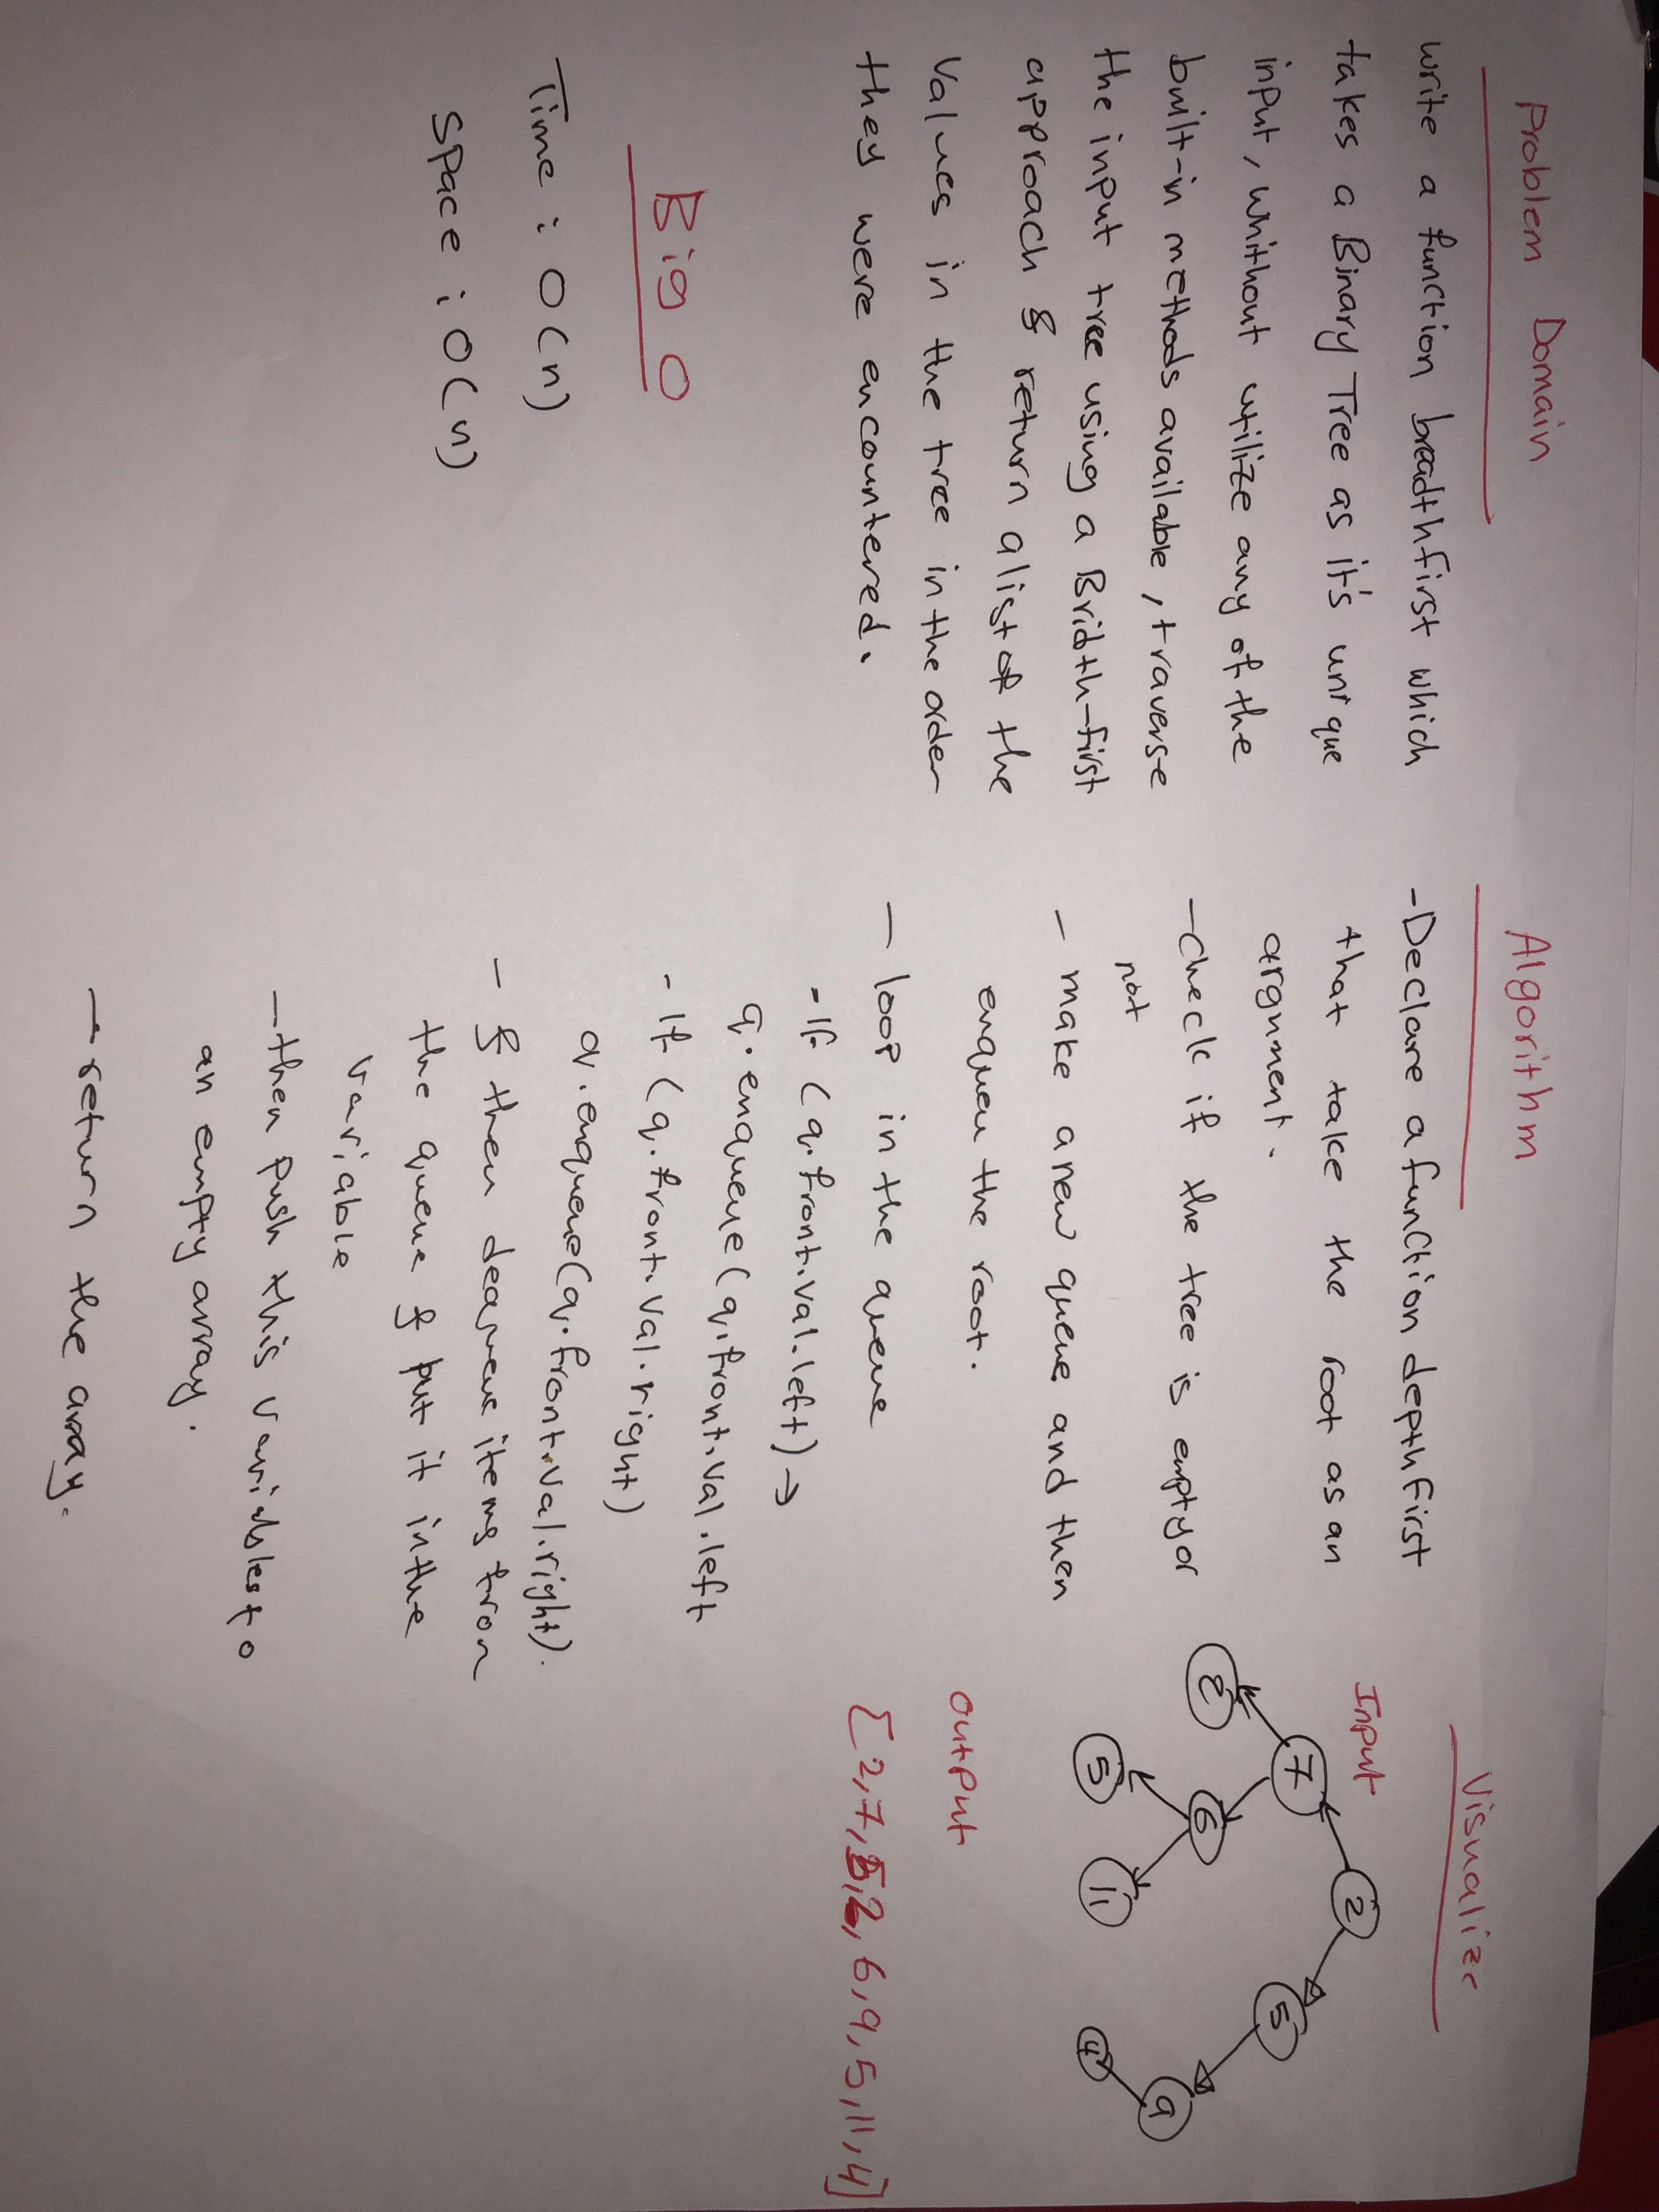 Problem Domain
write a function breadthfirst which
takes a Binary Tree as it's unique
input, whithout utilize any of the
built-in methods available, traverse
the input tree using a Bridth-first
approach & return a list of the
values in the tree in the order
they were encountered.
Big O
Time : O(n)
Space : O(n)
Algorithm
- Declare a function depthfirst
that take the root as an
argument.
- check if the tree is empty or
not
- make a new queue and then
enqueu the root.
- loop in the queue
- If (q.front.val.left) →
q.enqueue(q.front.val.left
- If (q.front.val.right)
q.enqueue(q.front.val.right).
- & then dequeue items from
the queue & put it in the
variable
- then push this variables to
an empty array.
- return the array.
Visualize
Input
2
7
5
2
6
9
5
11
4
output
[2,7,5,2,6,9,5,11,4]